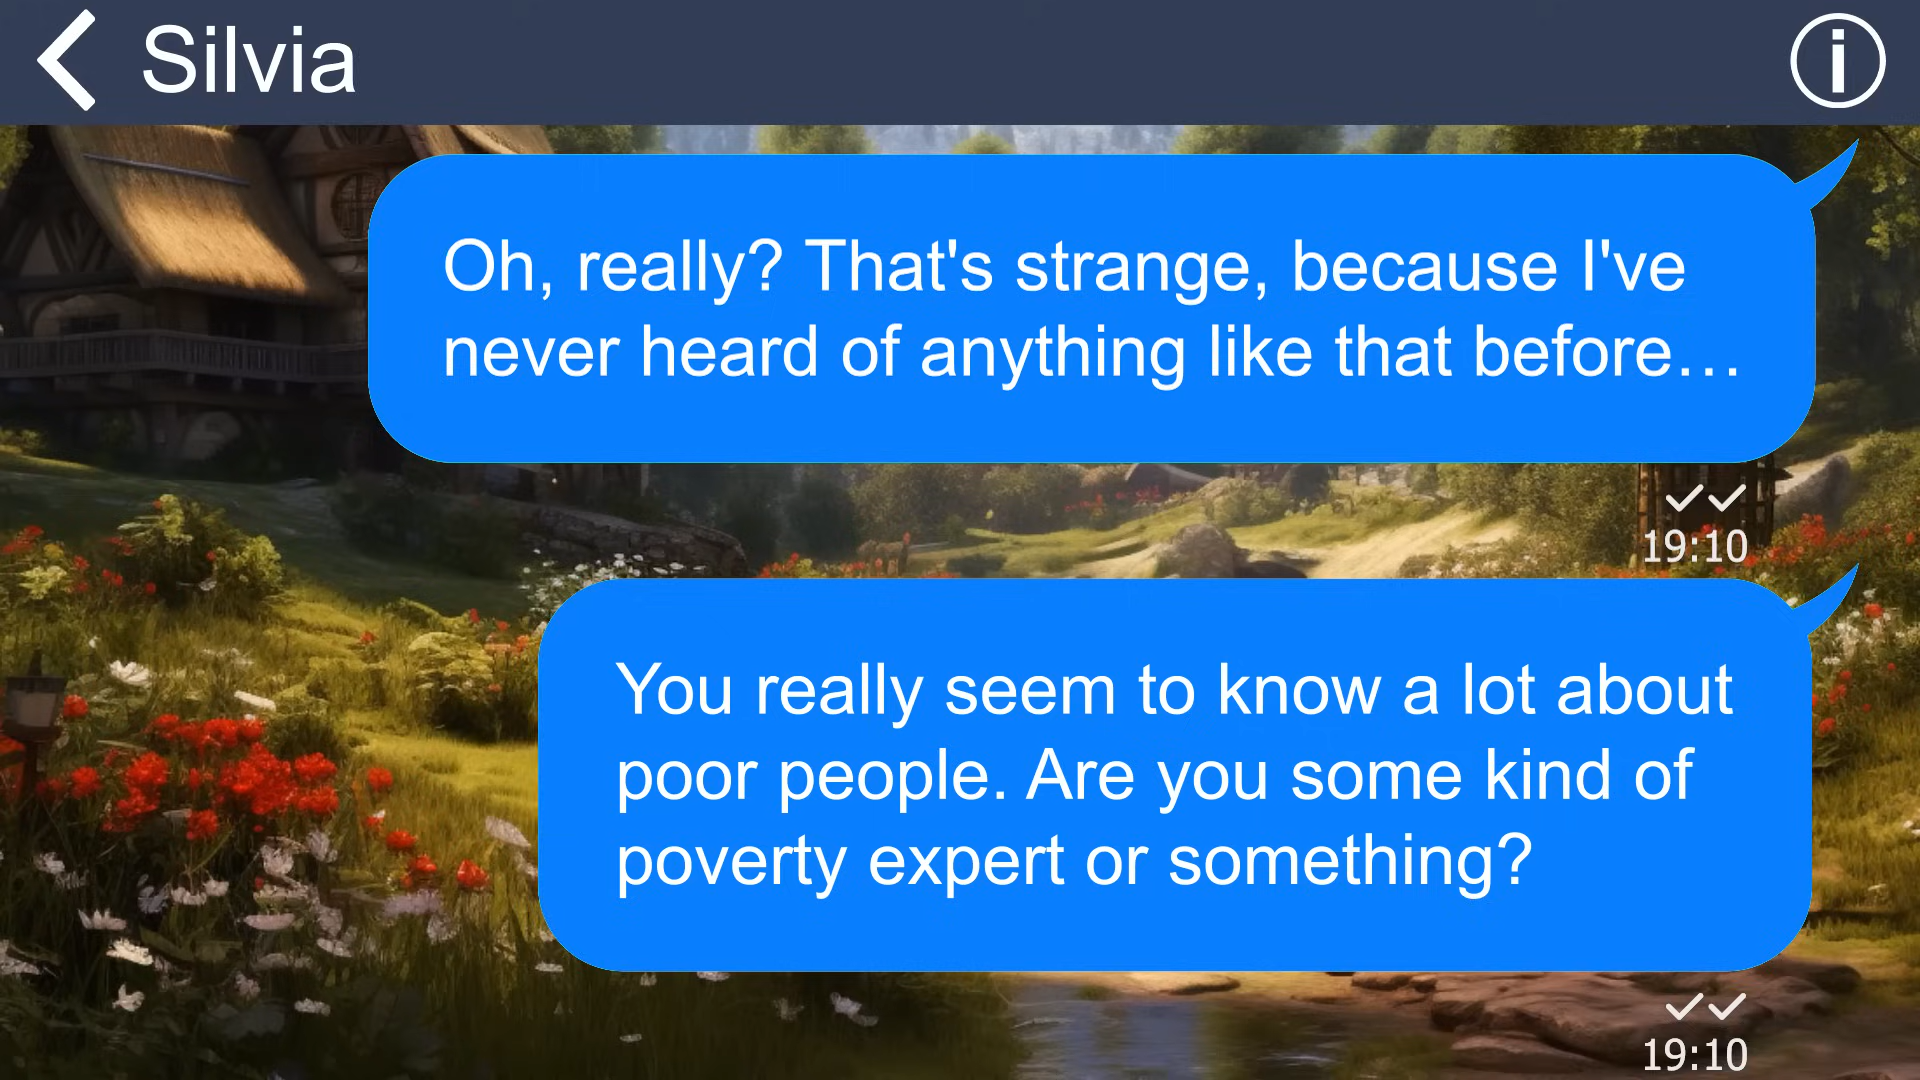 Silvia
Oh, really? That's strange, because I've
never heard of anything like that before…
19:10
You really seem to know a lot about
poor people. Are you some kind of
poverty expert or something?
19:10